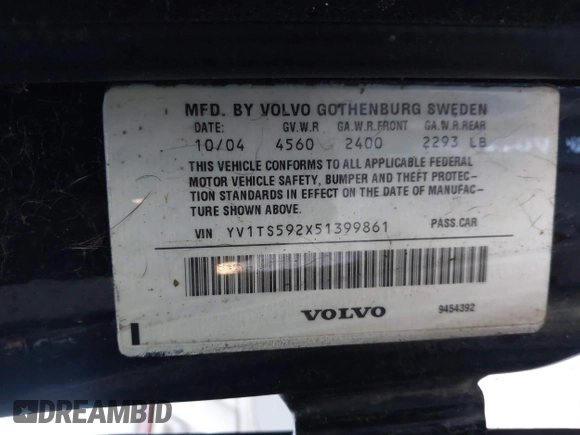 MFD. BY VOLVO GOTHENBURG SWEDEN
DATE: GV.W.R GA.W.R.FRONT GA.W.R.REAR
10/04 4560 2400 2293 LB
THIS VEHICLE CONFORMS TO ALL APPLICABLE FEDERAL
MOTOR VEHICLE SAFETY, BUMPER AND THEFT PROTEC-
TION STANDARDS IN EFFECT ON THE DATE OF MANUFAC-
TURE SHOWN ABOVE.
VIN YV1TS592X51399861 PASS.CAR
VOLVO 9454392
DREAMBID